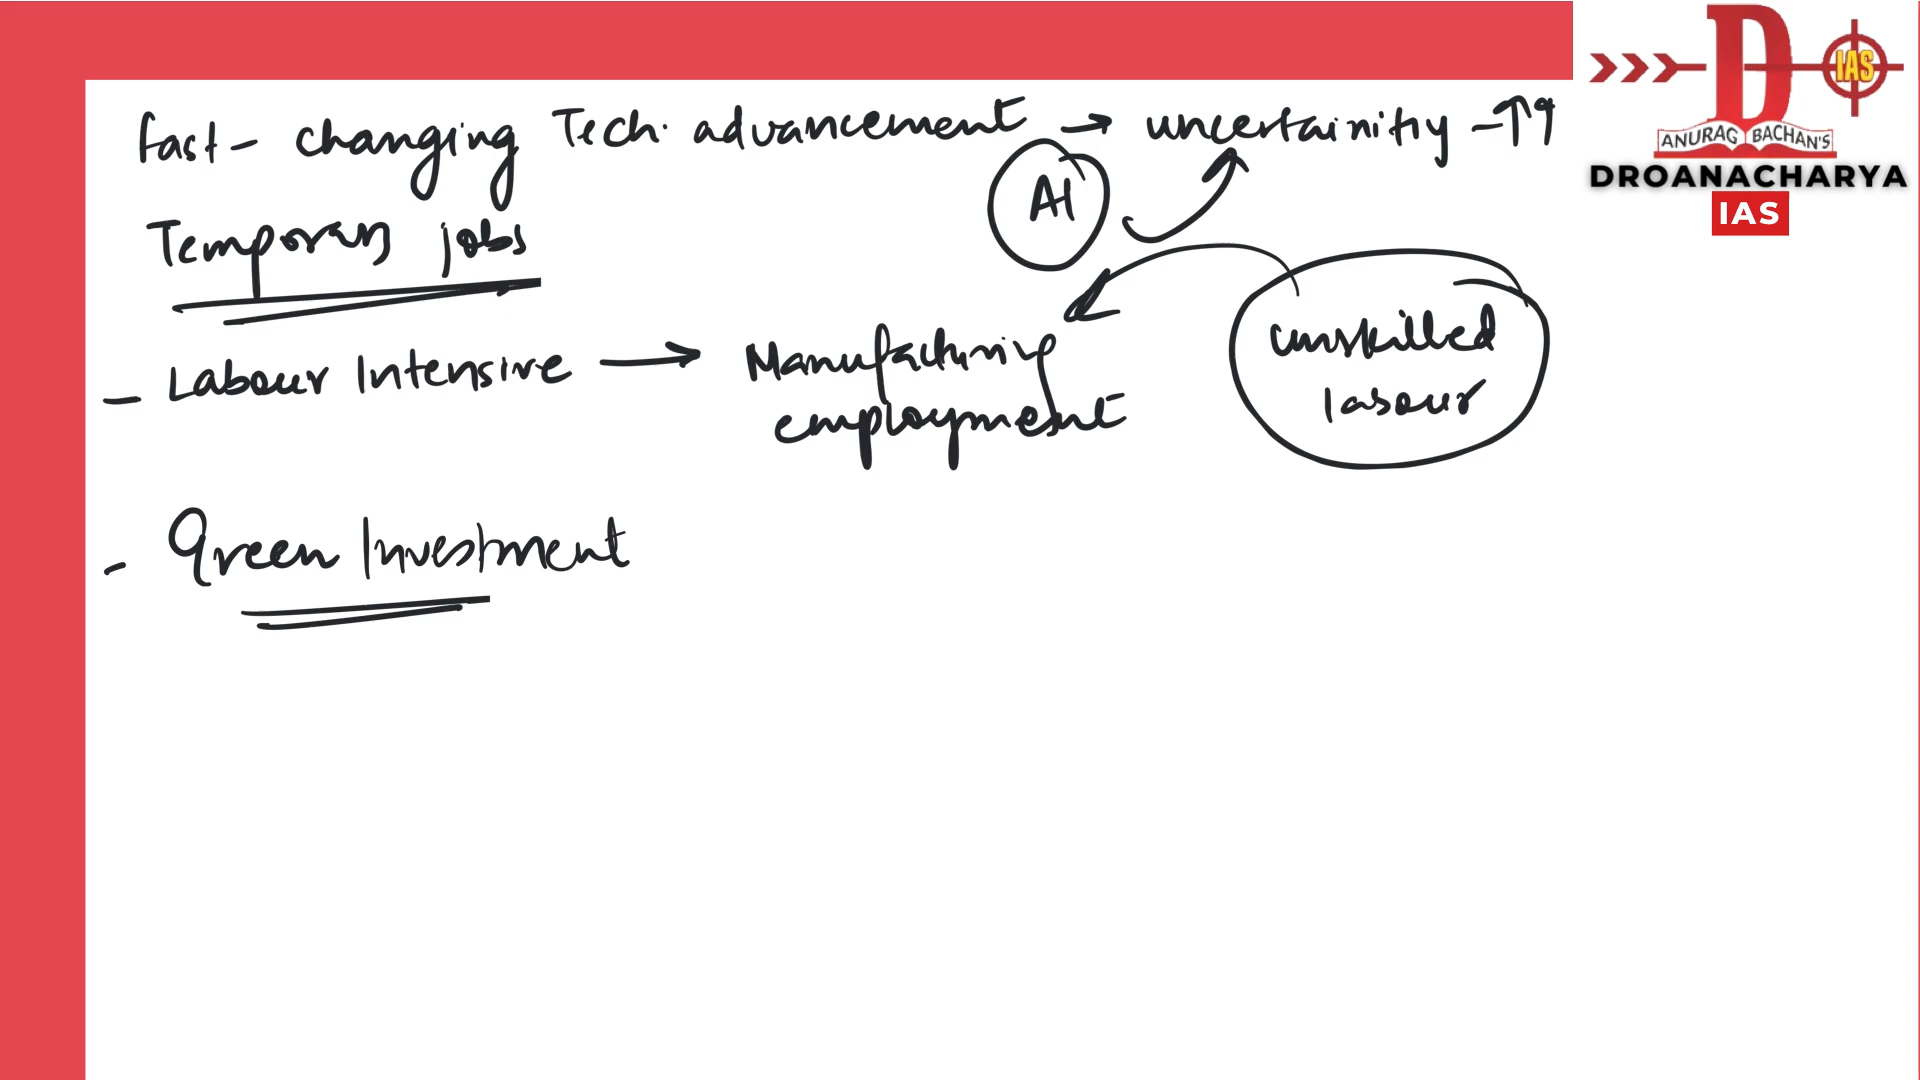 fast - changing Tech. advancement → uncertainitiy - ↑↑
AI
Temporary jobs
- Labour Intensive → Manufacturing
employment
unskilled
labour
- Green Investment
D
IAS
ANURAG BACHAN'S
DROANACHARYA
IAS